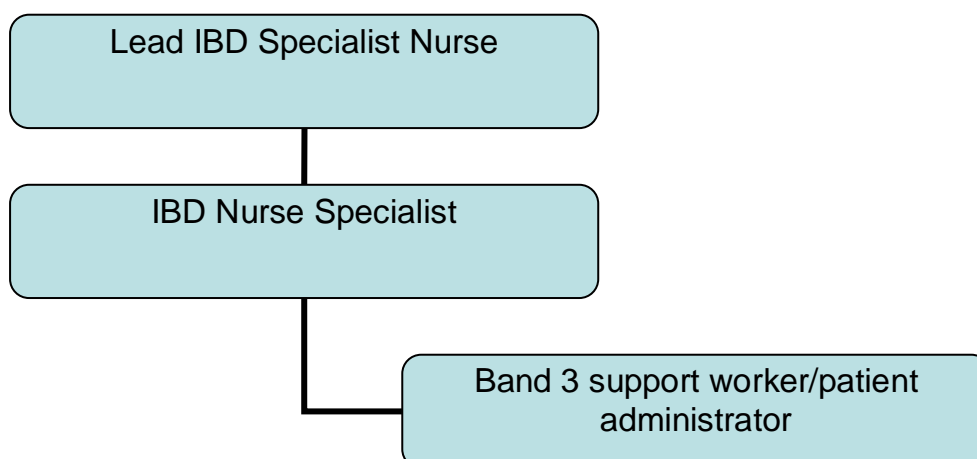 Lead IBD Specialist Nurse
IBD Nurse Specialist
Band 3 support worker/patient
administrator